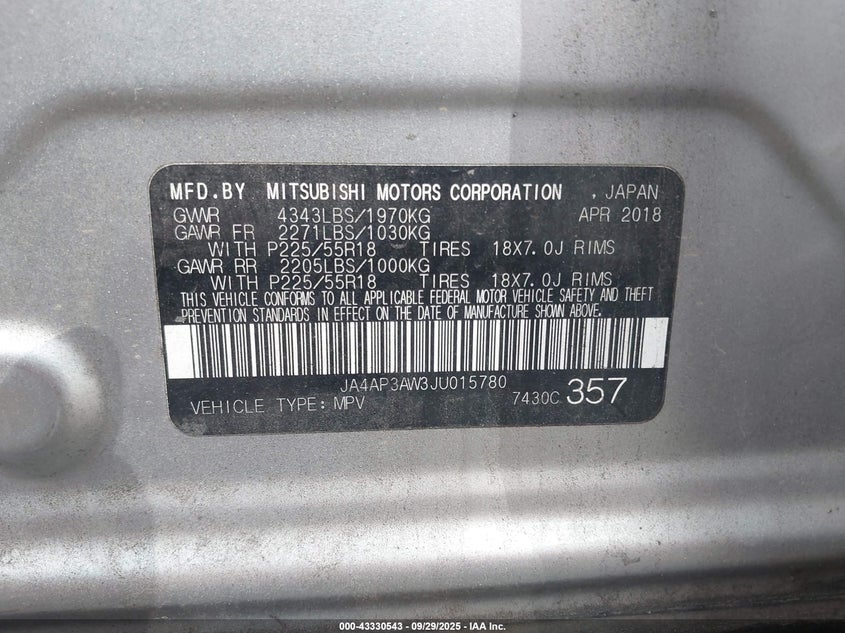 MFD.BY MITSUBISHI MOTORS CORPORATION , JAPAN
GVWR 4343LBS/1970KG APR 2018
GAWR FR 2271LBS/1030KG
WITH P225/55R18 TIRES 18X7.0J RIMS
GAWR RR 2205LBS/1000KG
WITH P225/55R18 TIRES 18X7.0J RIMS
THIS VEHICLE CONFORMS TO ALL APPLICABLE FEDERAL MOTOR VEHICLE SAFETY AND THEFT
PREVENTION STANDARDS IN EFFECT ON THE DATE OF MANUFACTURE SHOWN ABOVE.
JA4AP3AW3JU015780
VEHICLE TYPE: MPV 7430C 357
000-43330543 - 09/29/2025 - IAA Inc.